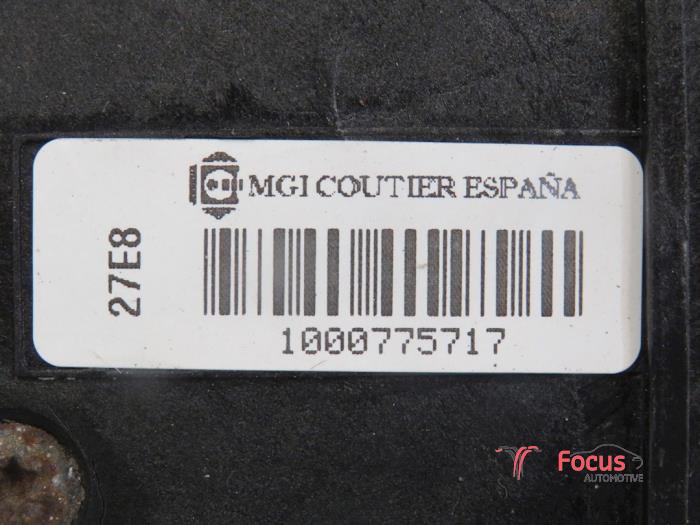 MGI COUTIER ESPAÑA
27E8
1000775717
Focus
AUTOMOTIVE